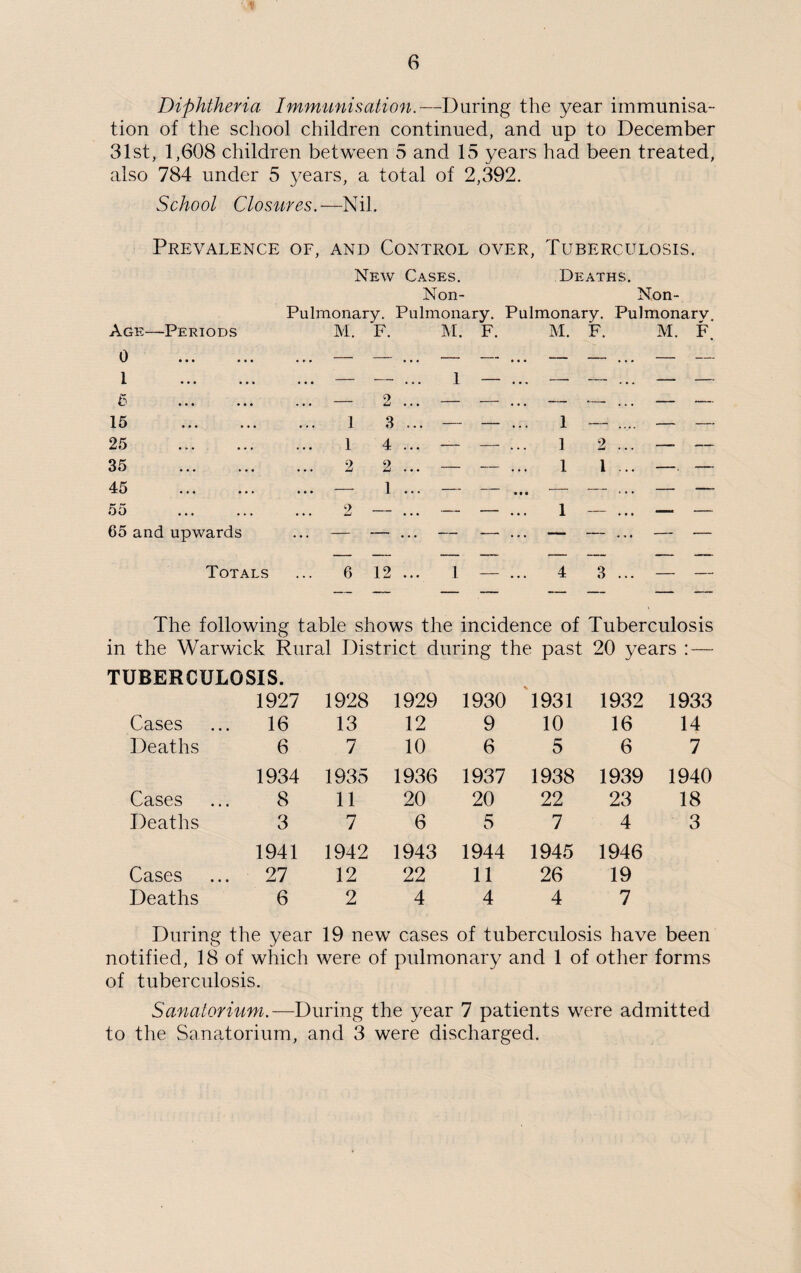 6
Diphtheria Immunisation.—During the year immunisa-
tion of the school children continued, and up to December
31st, 1,608 children between 5 and 15 years had been treated,
also 784 under 5 years, a total of 2,392.
School Closures.—Nil.
PREVALENCE OF, AND CONTROL OVER, TUBERCULOSIS.
NEW CASES. DEATHS.
Non- Non-
Pulmonary. Pulmonary. Pulmonary. Pulmonary.
AGE—PERIODS M. F. M. F. M. F. M. F.
0 ... ... ... — — ... — — ... — — ... — —
1 ... ... ... — — ... 1 — ... — — ... — —
5 ... ... ... — 2 ... — — ... — — ... — —
15 ... ... ... 1 3 ... — — ... 1 — .... — —
25 ... ... ... 1 4 ... — — ... 1 2 ... — —
35 ... ... ... 2 2 ... — — ... 1 1 ... — —
45 ... ... ... — 1 ... — — ... — — ... — —
55 ... ... ... 2 — ... — — ... 1 — ... — —
65 and upwards ... — — ... — — ... — — ... — —
TOTALS ... 6 12 ... 1 — ... 4 3 ... — —
The following table shows the incidence of Tuberculosis
in the Warwick Rural District during the past 20 years :—
TUBERCULOSIS.
1927 1928 1929 1930 1931 1932 1933
Cases ... 16 13 12 9 10 16 14
Deaths 6 7 10 6 5 6 7
1934 1935 1936 1937 1938 1939 1940
Cases ... 8 11 20 20 22 23 18
Deaths 3 7 6 5 7 4 3
1941 1942 1943 1944 1945 1946
Cases ... 27 12 22 11 26 19
Deaths 6 2 4 4 4 7
During the year 19 new cases of tuberculosis have been
notified, 18 of which were of pulmonary and 1 of other forms
of tuberculosis.
Sanatorium.—During the year 7 patients were admitted
to the Sanatorium, and 3 were discharged.